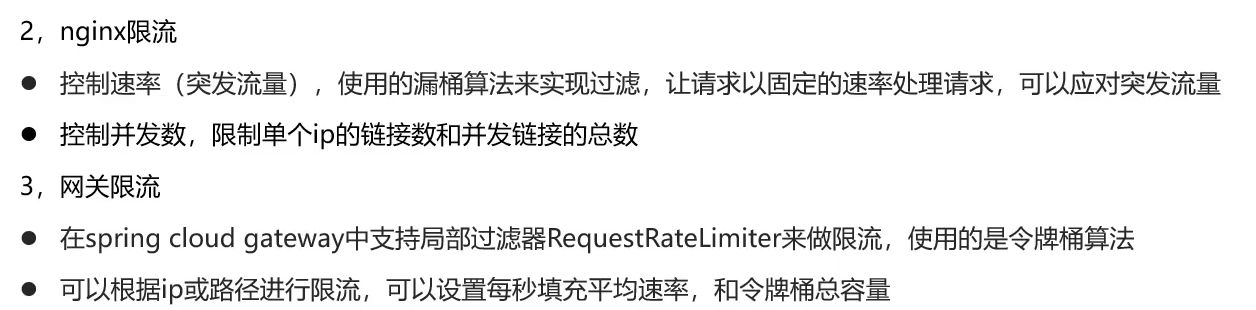 2，nginx限流
● 控制速率（突发流量），使用的漏桶算法来实现过滤，让请求以固定的速率处理请求，可以应对突发流量
● 控制并发数，限制单个ip的链接数和并发链接的总数
3，网关限流
● 在spring cloud gateway中支持局部过滤器RequestRateLimiter来做限流，使用的是令牌桶算法
● 可以根据ip或路径进行限流，可以设置每秒填充平均速率，和令牌桶总容量